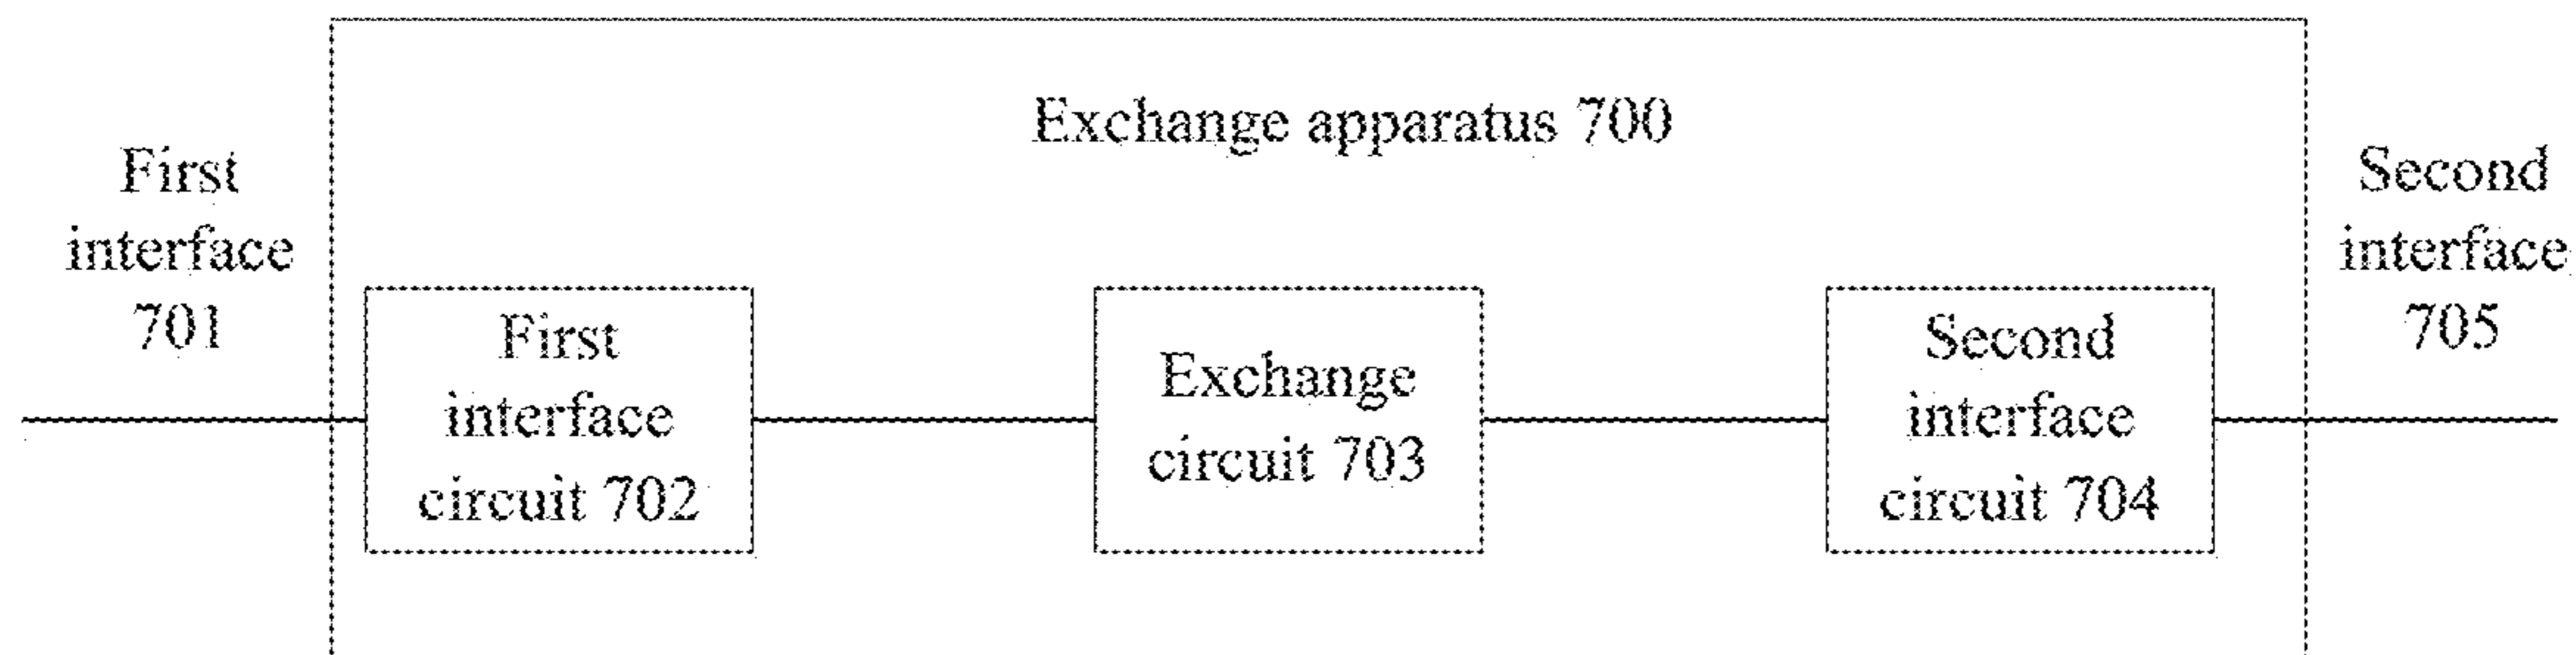 Exchange apparatus 700
First
interface
701
First
interface
circuit 702
Exchange
circuit 703
Second
interface
circuit 704
Second
interface
705